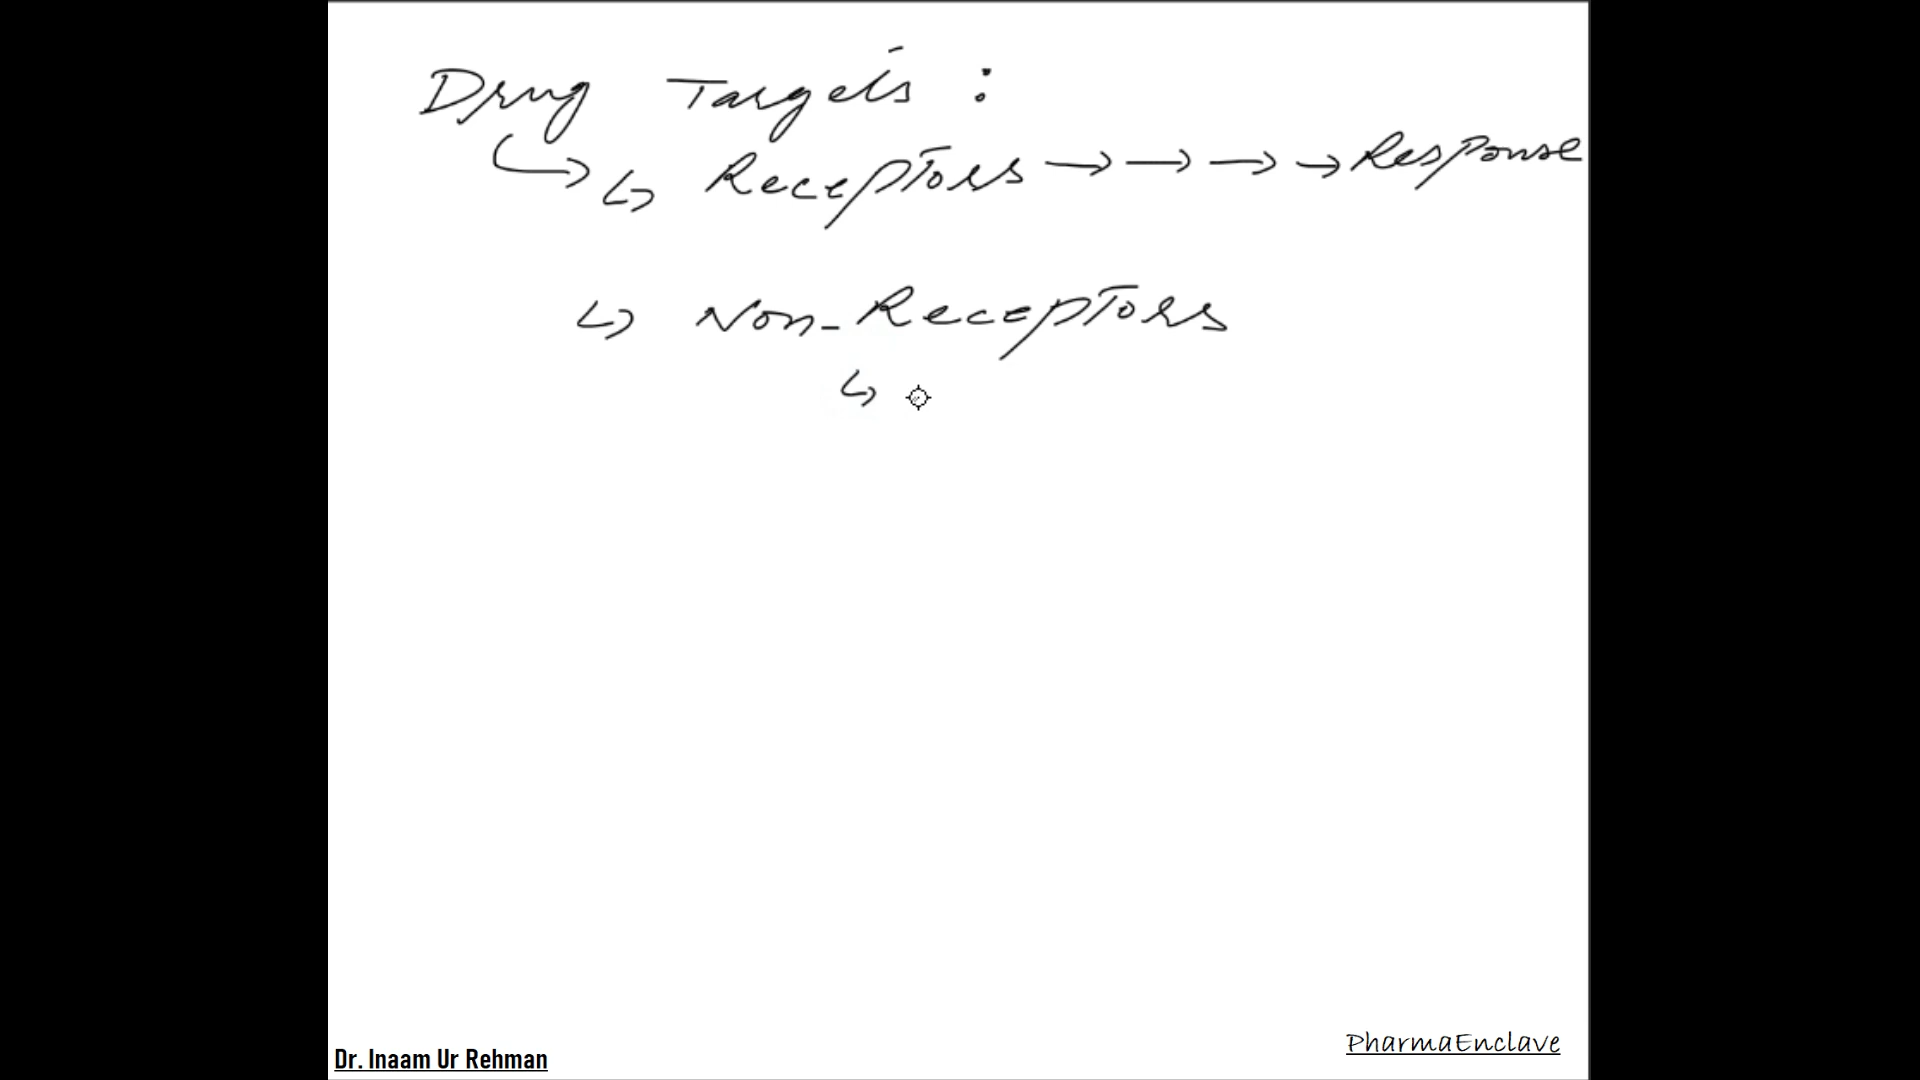 Drug Targets :
↳ ↳ Receptors → → → → Response
↳ Non-Receptors
↳
Dr. Inaam Ur Rehman
PharmaEnclave